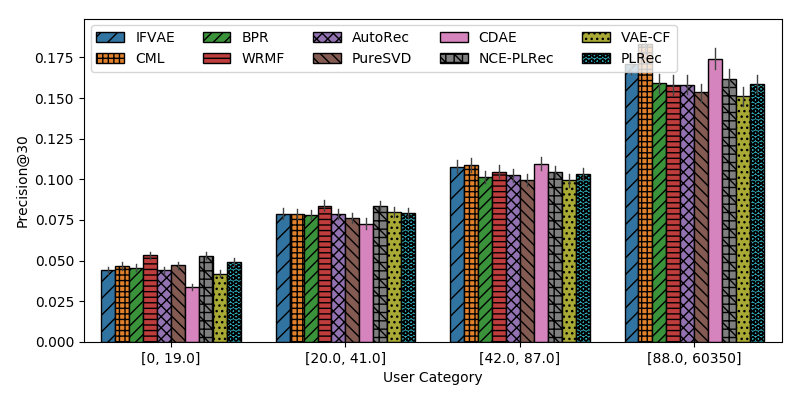 IFVAE BPR AutoRec CDAE VAE-CF
CML WRMF PureSVD NCE-PLRec PLRec
0.175
0.150
0.125
0.100
0.075
0.050
0.025
0.000
Precision@30
[0, 19.0] [20.0, 41.0] [42.0, 87.0] [88.0, 60350]
User Category